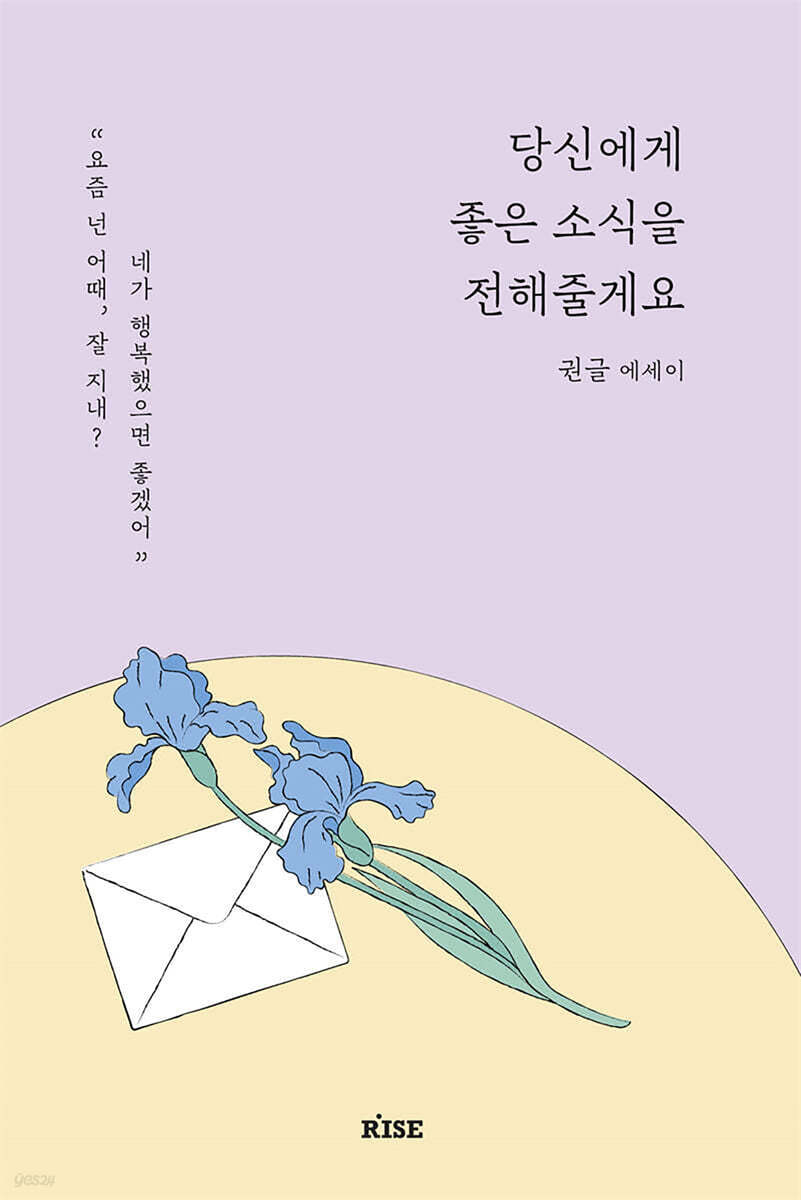 당신에게
좋은 소식을
전해줄게요
권글 에세이
“요즘 넌 어때, 잘 지내?
네가 행복했으면 좋겠어”
RISE
yes24